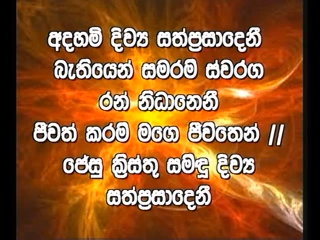 අදහමි දිව්‍ය සත්ප්‍රසාදෙනි
බැතියෙන් සමරම් ස්වරග
රන් නිධානෙනී
ජීවත් කරමි මගෙ ජීවිතෙන් //
ජේසු ක්‍රිස්තු සමඳූ දිව්‍ය
සත්ප්‍රසාදෙනී